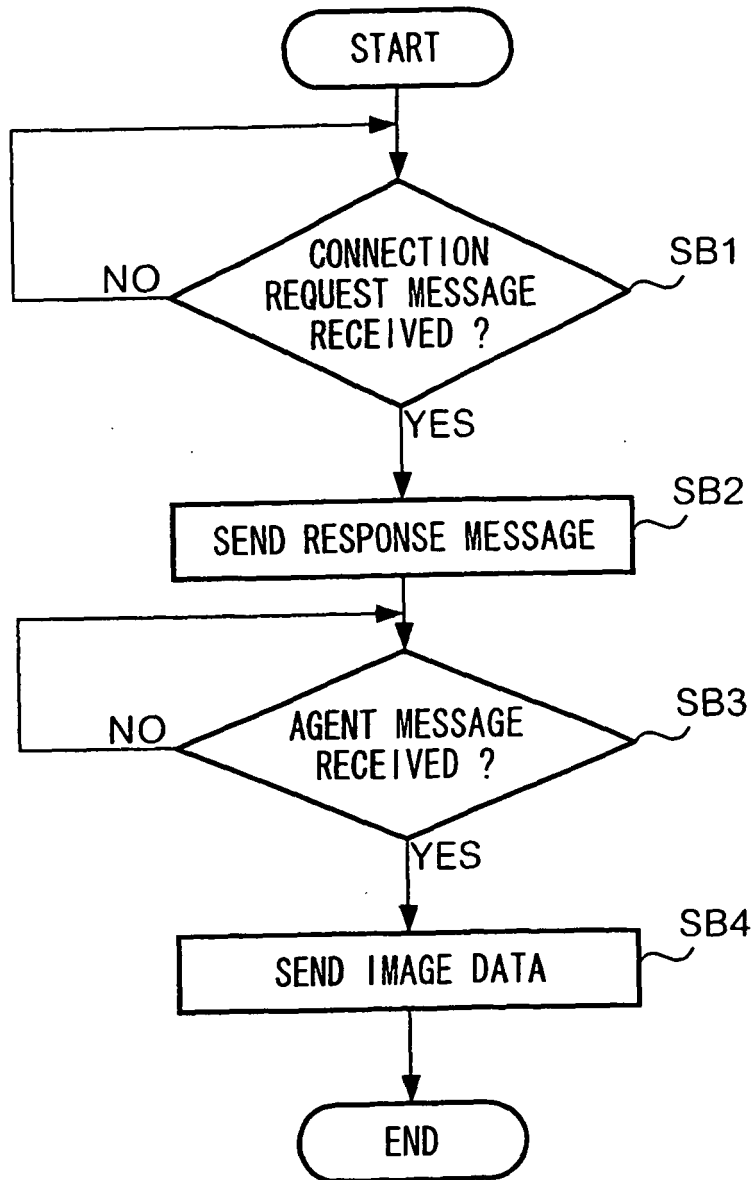 START
CONNECTION
REQUEST MESSAGE
RECEIVED ?
SB1
NO
YES
SB2
SEND RESPONSE MESSAGE
AGENT MESSAGE
RECEIVED ?
SB3
NO
YES
SB4
SEND IMAGE DATA
END